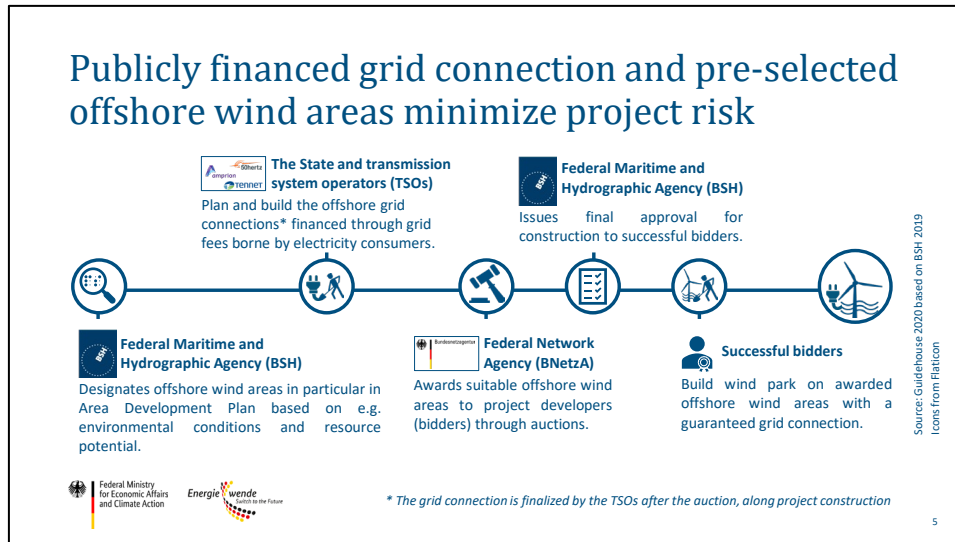 Publicly financed grid connection and pre-selected
offshore wind areas minimize project risk
50hertz
amprion
TENNET
The State and transmission
system operators (TSOs)
Plan and build the offshore grid
connections* financed through grid
fees borne by electricity consumers.
BSH
Federal Maritime and
Hydrographic Agency (BSH)
Issues final approval for
construction to successful bidders.
BSH
Federal Maritime and
Hydrographic Agency (BSH)
Designates offshore wind areas in particular in
Area Development Plan based on e.g.
environmental conditions and resource
potential.
Bundesnetzagentur
Federal Network
Agency (BNetzA)
Awards suitable offshore wind
areas to project developers
(bidders) through auctions.
Successful bidders
Build wind park on awarded
offshore wind areas with a
guaranteed grid connection.
Source: Guidehouse 2020 based on BSH 2019
Icons from Flaticon
Federal Ministry
for Economic Affairs
and Climate Action
Energiewende
Switch to the Future
* The grid connection is finalized by the TSOs after the auction, along project construction
5